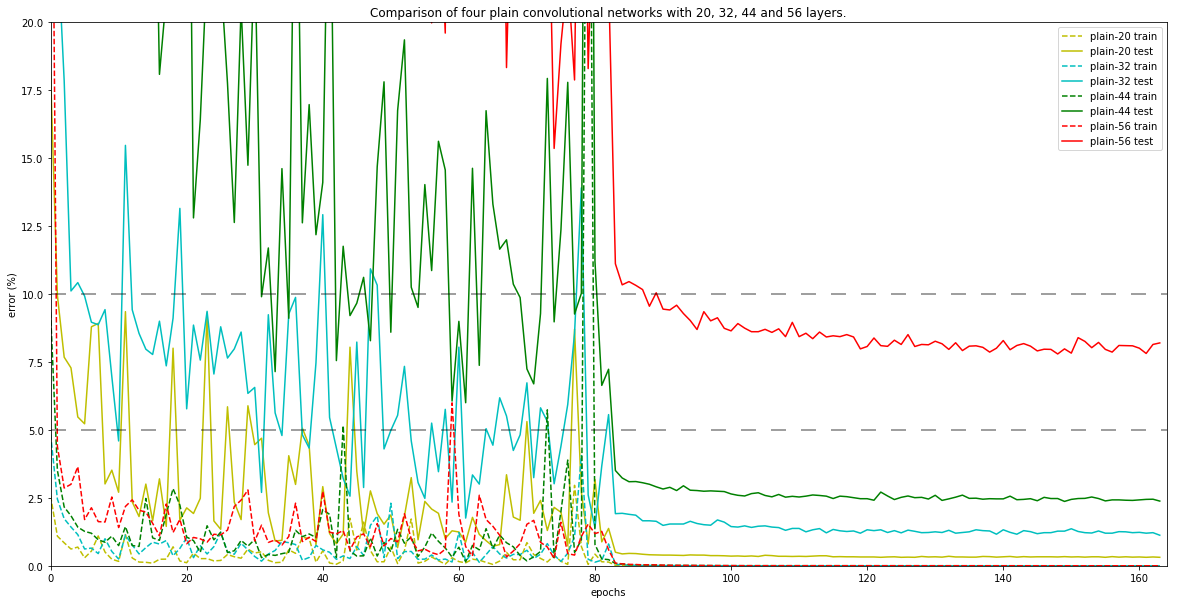 Comparison of four plain convolutional networks with 20, 32, 44 and 56 layers.
20.0
17.5
15.0
12.5
10.0
7.5
5.0
2.5
0.0
error (%)
plain-20 train
plain-20 test
plain-32 train
plain-32 test
plain-44 train
plain-44 test
plain-56 train
plain-56 test
0 20 40 60 80 100 120 140 160
epochs